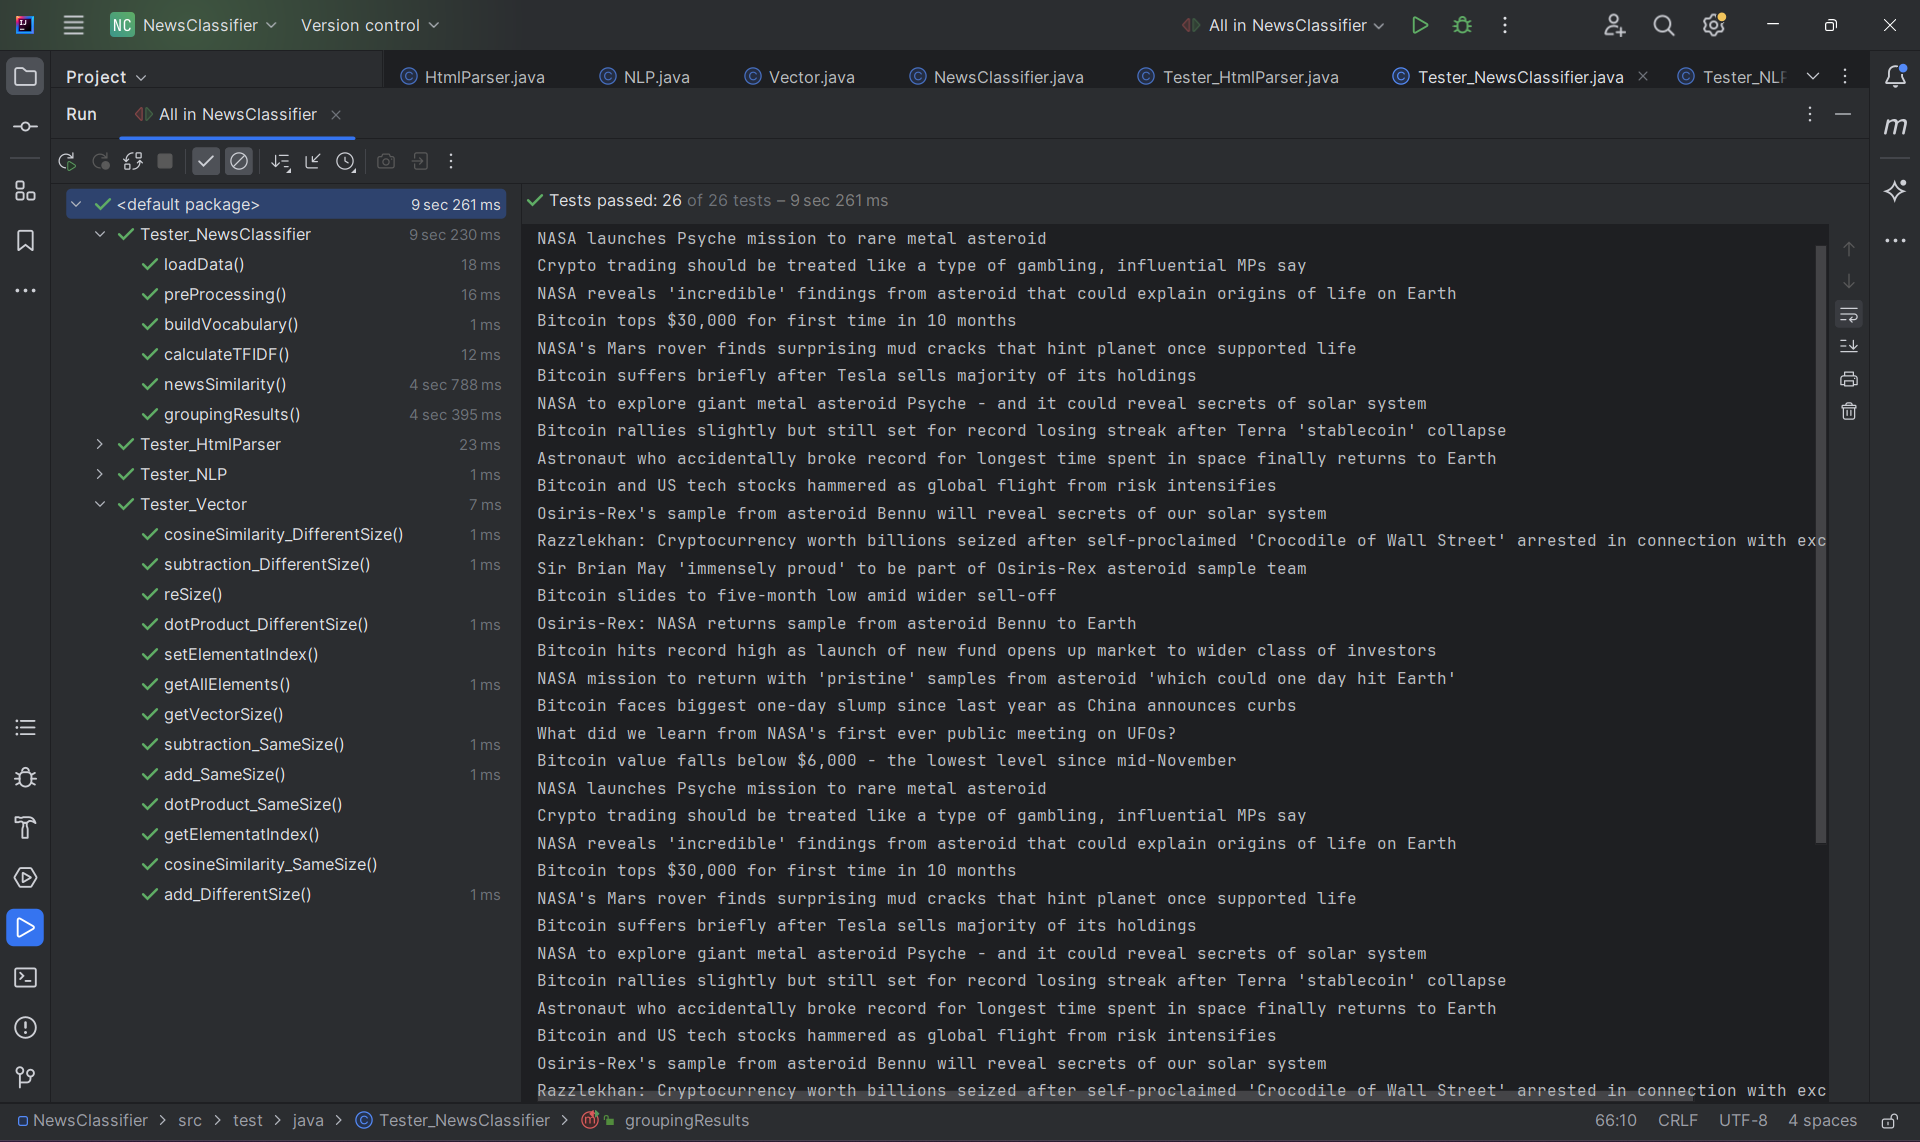 NC NewsClassifier Version control All in NewsClassifier
Project HtmlParser.java NLP.java Vector.java NewsClassifier.java Tester_HtmlParser.java Tester_NewsClassifier.java Tester_NLP
Run All in NewsClassifier
<default package> 9 sec 261 ms
Tester_NewsClassifier 9 sec 230 ms
loadData() 18 ms
preProcessing() 16 ms
buildVocabulary() 1 ms
calculateTFIDF() 12 ms
newsSimilarity() 4 sec 788 ms
groupingResults() 4 sec 395 ms
Tester_HtmlParser 23 ms
Tester_NLP 1 ms
Tester_Vector 7 ms
cosineSimilarity_DifferentSize() 1 ms
subtraction_DifferentSize() 1 ms
reSize()
dotProduct_DifferentSize() 1 ms
setElementatIndex()
getAllElements() 1 ms
getVectorSize()
subtraction_SameSize() 1 ms
add_SameSize() 1 ms
dotProduct_SameSize()
getElementatIndex()
cosineSimilarity_SameSize()
add_DifferentSize() 1 ms
Tests passed: 26 of 26 tests – 9 sec 261 ms
NASA launches Psyche mission to rare metal asteroid
Crypto trading should be treated like a type of gambling, influential MPs say
NASA reveals 'incredible' findings from asteroid that could explain origins of life on Earth
Bitcoin tops $30,000 for first time in 10 months
NASA's Mars rover finds surprising mud cracks that hint planet once supported life
Bitcoin suffers briefly after Tesla sells majority of its holdings
NASA to explore giant metal asteroid Psyche - and it could reveal secrets of solar system
Bitcoin rallies slightly but still set for record losing streak after Terra 'stablecoin' collapse
Astronaut who accidentally broke record for longest time spent in space finally returns to Earth
Bitcoin and US tech stocks hammered as global flight from risk intensifies
Osiris-Rex's sample from asteroid Bennu will reveal secrets of our solar system
Razzlekhan: Cryptocurrency worth billions seized after self-proclaimed 'Crocodile of Wall Street' arrested in connection with exc
Sir Brian May 'immensely proud' to be part of Osiris-Rex asteroid sample team
Bitcoin slides to five-month low amid wider sell-off
Osiris-Rex: NASA returns sample from asteroid Bennu to Earth
Bitcoin hits record high as launch of new fund opens up market to wider class of investors
NASA mission to return with 'pristine' samples from asteroid 'which could one day hit Earth'
Bitcoin faces biggest one-day slump since last year as China announces curbs
What did we learn from NASA's first ever public meeting on UFOs?
Bitcoin value falls below $6,000 - the lowest level since mid-November
NASA launches Psyche mission to rare metal asteroid
Crypto trading should be treated like a type of gambling, influential MPs say
NASA reveals 'incredible' findings from asteroid that could explain origins of life on Earth
Bitcoin tops $30,000 for first time in 10 months
NASA's Mars rover finds surprising mud cracks that hint planet once supported life
Bitcoin suffers briefly after Tesla sells majority of its holdings
NASA to explore giant metal asteroid Psyche - and it could reveal secrets of solar system
Bitcoin rallies slightly but still set for record losing streak after Terra 'stablecoin' collapse
Astronaut who accidentally broke record for longest time spent in space finally returns to Earth
Bitcoin and US tech stocks hammered as global flight from risk intensifies
Osiris-Rex's sample from asteroid Bennu will reveal secrets of our solar system
Razzlekhan: Cryptocurrency worth billions seized after self-proclaimed 'Crocodile of Wall Street' arrested in connection with exc
NewsClassifier > src > test > java > Tester_NewsClassifier > groupingResults 66:10 CRLF UTF-8 4 spaces